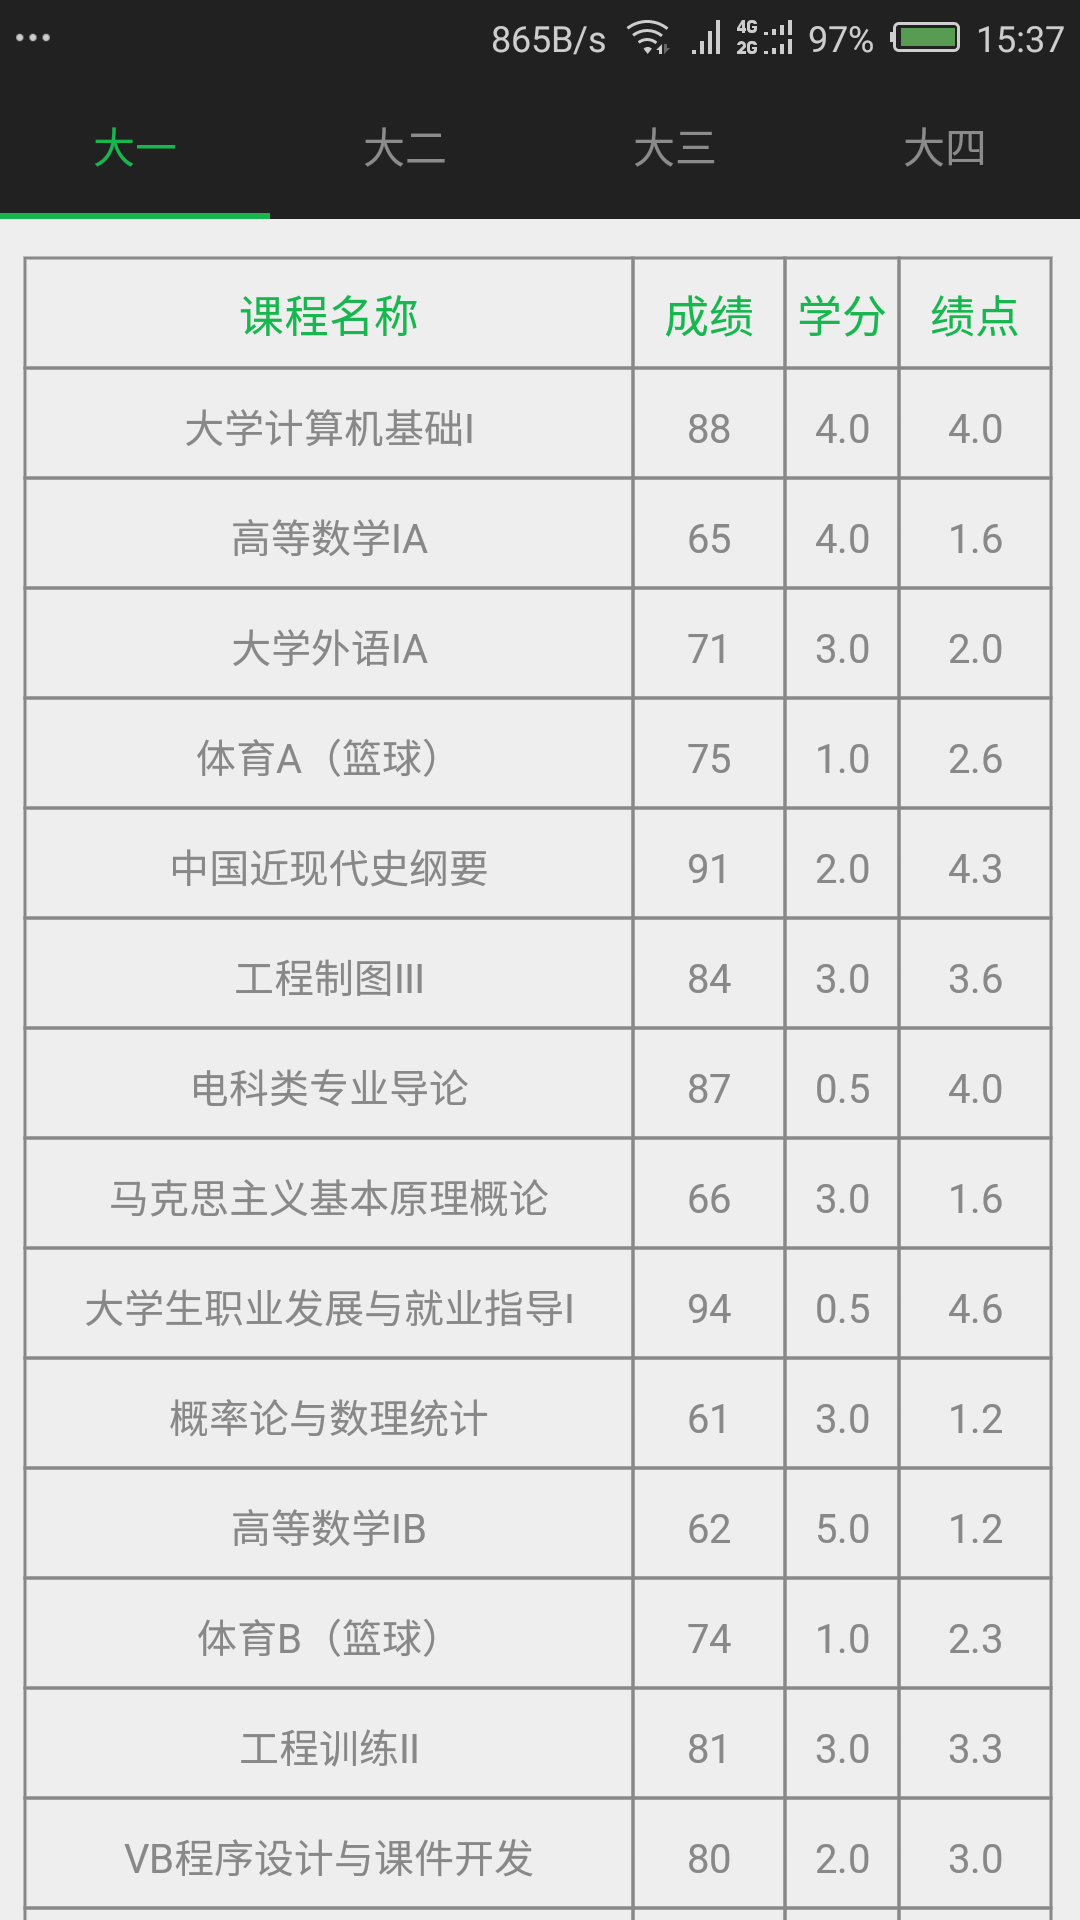 865B/s 4G 2G 97% 15:37
大一 大二 大三 大四
课程名称 成绩 学分 绩点
大学计算机基础I 88 4.0 4.0
高等数学IA 65 4.0 1.6
大学外语IA 71 3.0 2.0
体育A（篮球） 75 1.0 2.6
中国近现代史纲要 91 2.0 4.3
工程制图III 84 3.0 3.6
电科类专业导论 87 0.5 4.0
马克思主义基本原理概论 66 3.0 1.6
大学生职业发展与就业指导I 94 0.5 4.6
概率论与数理统计 61 3.0 1.2
高等数学IB 62 5.0 1.2
体育B（篮球） 74 1.0 2.3
工程训练II 81 3.0 3.3
VB程序设计与课件开发 80 2.0 3.0